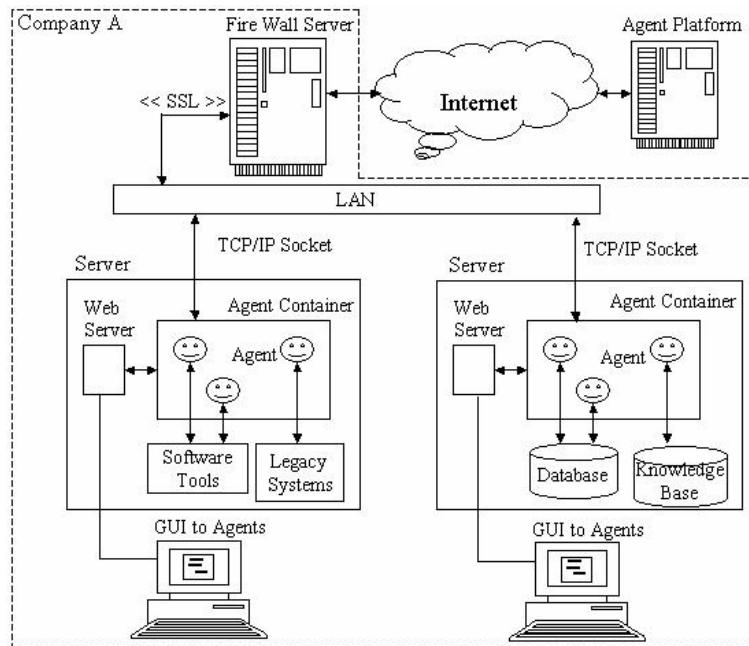 Company A
Fire Wall Server
Agent Platform
<< SSL >>
Internet
LAN
TCP/IP Socket
TCP/IP Socket
Server
Server
Web
Server
Agent Container
Agent
Web
Server
Agent Container
Agent
Software
Tools
Legacy
Systems
Database
Knowledge
Base
GUI to Agents
GUI to Agents